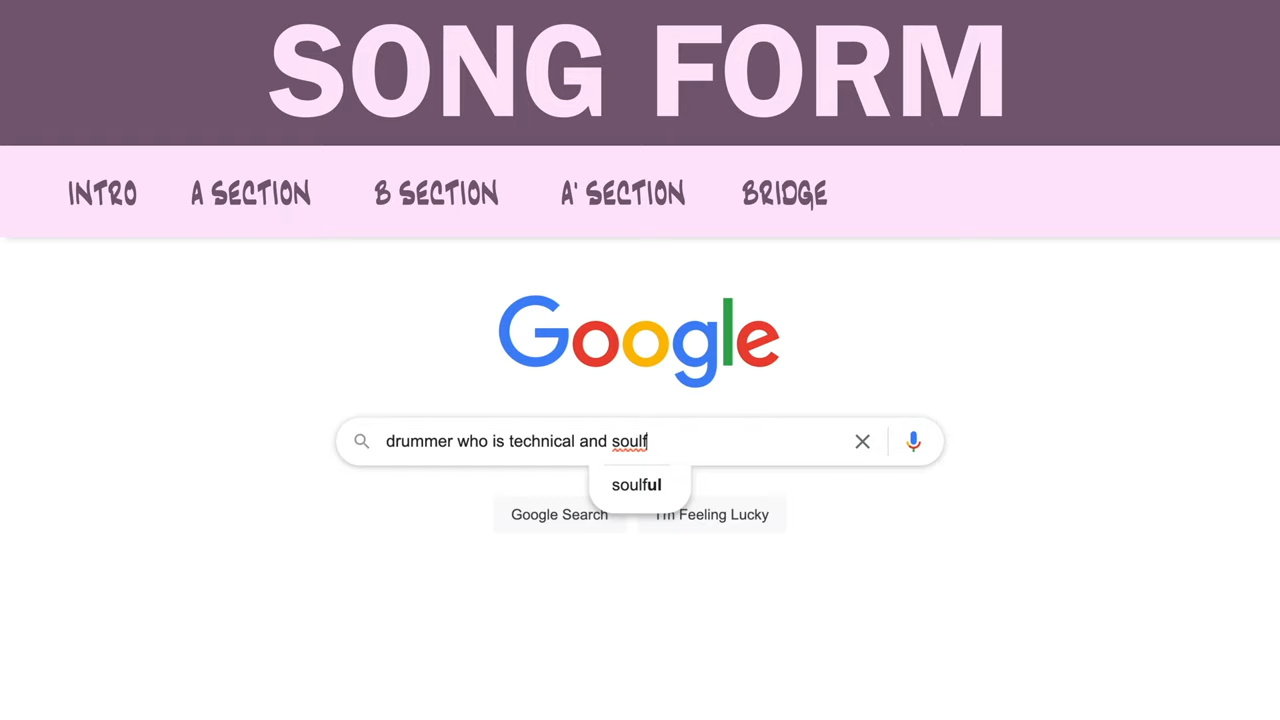 SONG FORM
INTRO A SECTION B SECTION A' SECTION BRIDGE
Google
drummer who is technical and soulf
soulful
Google Search I'm Feeling Lucky